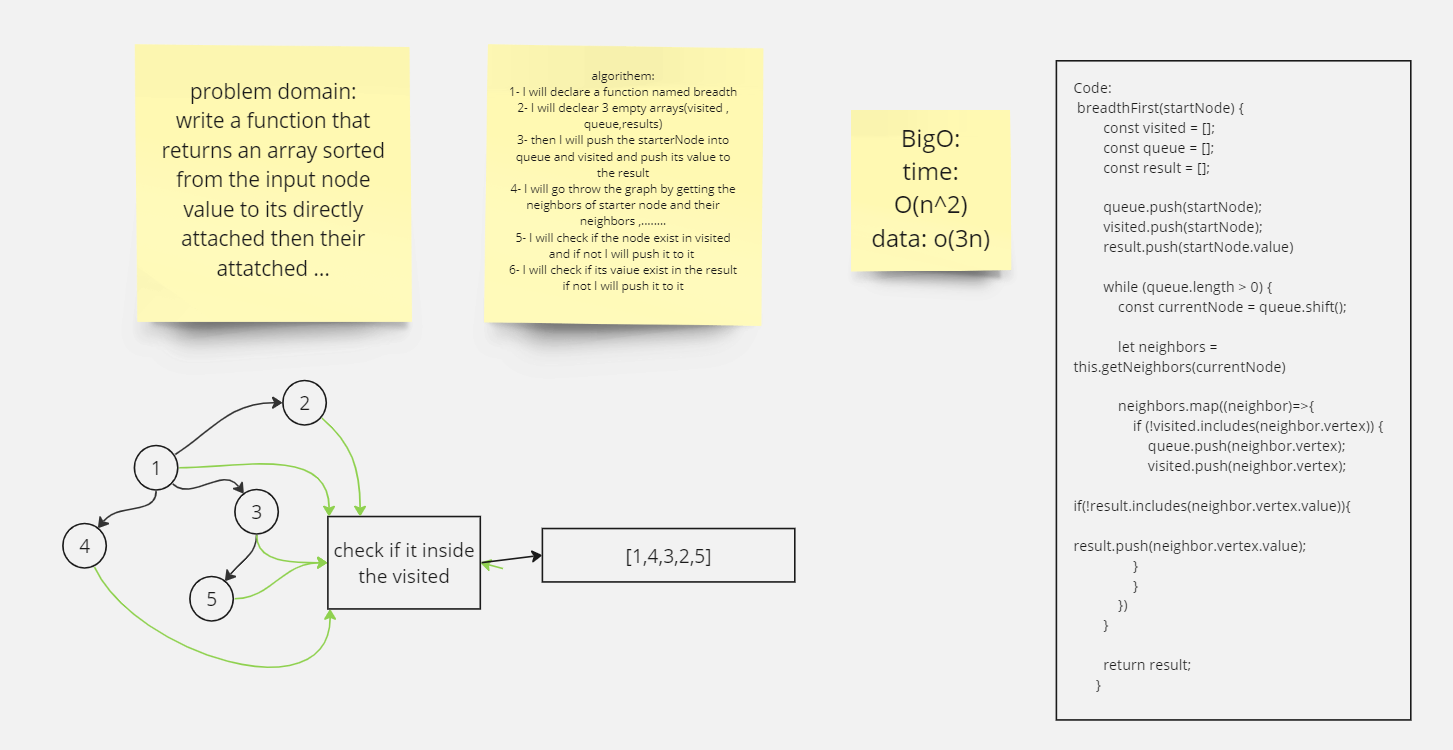 problem domain:
write a function that
returns an array sorted
from the input node
value to its directly
attached then their
attatched ...
algorithem:
1- I will declare a function named breadth
2- I will declear 3 empty arrays(visited ,
queue,results)
3- then I will push the starterNode into
queue and visited and push its value to
the result
4- I will go throw the graph by getting the
neighbors of starter node and their
neighbors ,........
5- I will check if the node exist in visited
and if not I will push it to it
6- I will check if its vaiue exist in the result
if not I will push it to it
BigO:
time:
O(n^2)
data: o(3n)
Code:
breadthFirst(startNode) {
const visited = [];
const queue = [];
const result = [];
queue.push(startNode);
visited.push(startNode);
result.push(startNode.value)
while (queue.length > 0) {
const currentNode = queue.shift();
let neighbors =
this.getNeighbors(currentNode)
neighbors.map((neighbor)=>{
if (!visited.includes(neighbor.vertex)) {
queue.push(neighbor.vertex);
visited.push(neighbor.vertex);
if(!result.includes(neighbor.vertex.value)){
result.push(neighbor.vertex.value);
}
}
})
}
return result;
}
2
1
3
4
5
check if it inside
the visited
[1,4,3,2,5]